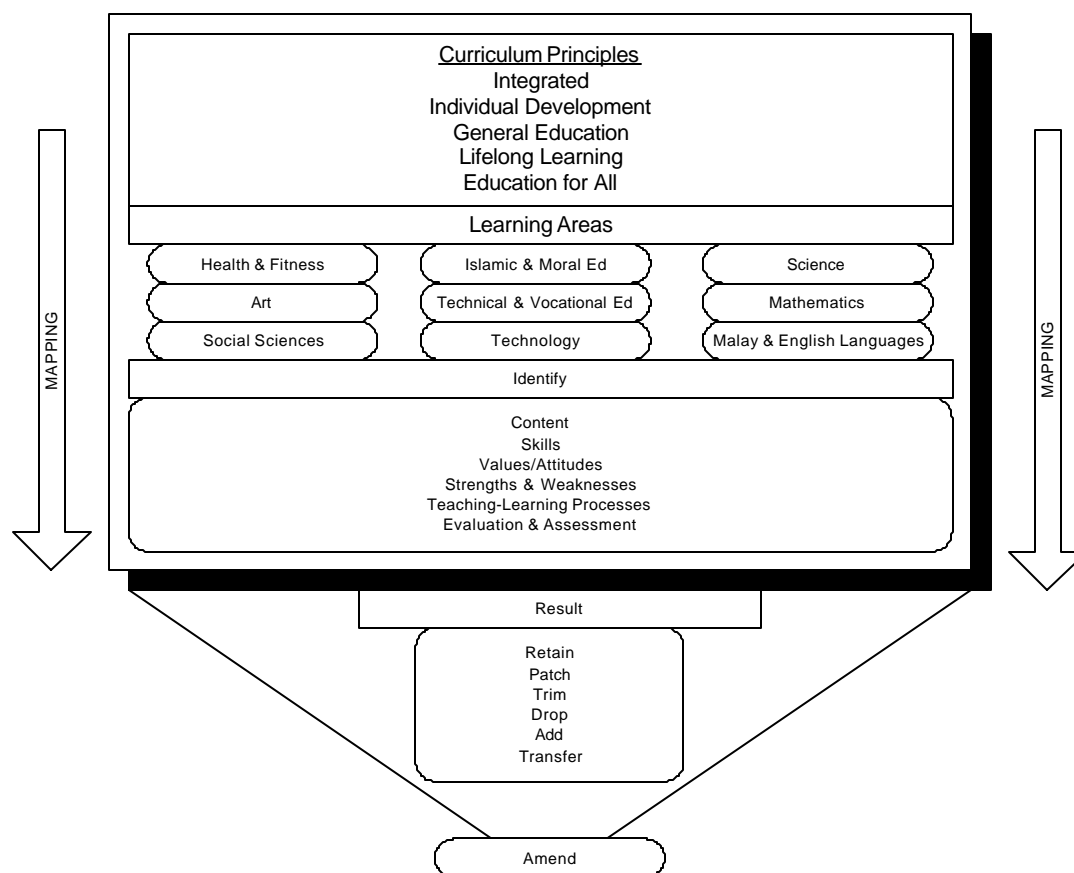 Curriculum Principles
Integrated
Individual Development
General Education
Lifelong Learning
Education for All
Learning Areas
Health & Fitness
Islamic & Moral Ed
Science
Art
Technical & Vocational Ed
Mathematics
Social Sciences
Technology
Malay & English Languages
Identify
Content
Skills
Values/Attitudes
Strengths & Weaknesses
Teaching-Learning Processes
Evaluation & Assessment
MAPPING
MAPPING
Result
Retain
Patch
Trim
Drop
Add
Transfer
Amend